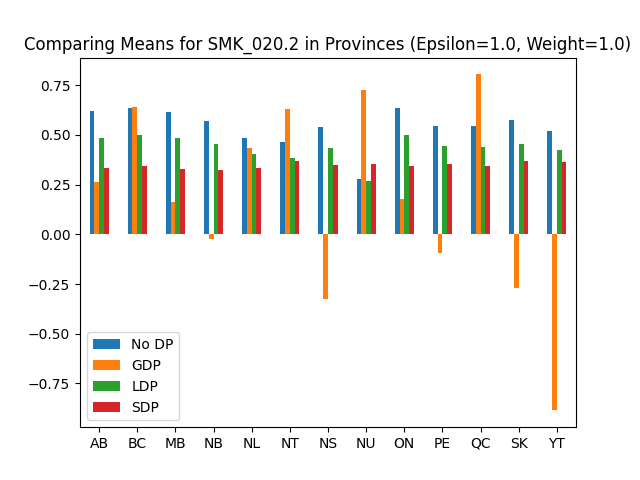 Comparing Means for SMK_020.2 in Provinces (Epsilon=1.0, Weight=1.0)
0.75
0.50
0.25
0.00
−0.25
−0.50
−0.75
No DP
GDP
LDP
SDP
AB BC MB NB NL NT NS NU ON PE QC SK YT